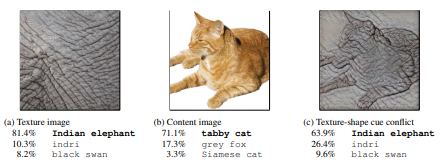 (a) Texture image
81.4% Indian elephant
10.3% indri
8.2% black swan
(b) Content image
71.1% tabby cat
17.3% grey fox
3.3% Siamese cat
(c) Texture-shape cue conflict
63.9% Indian elephant
26.4% indri
9.6% black swan